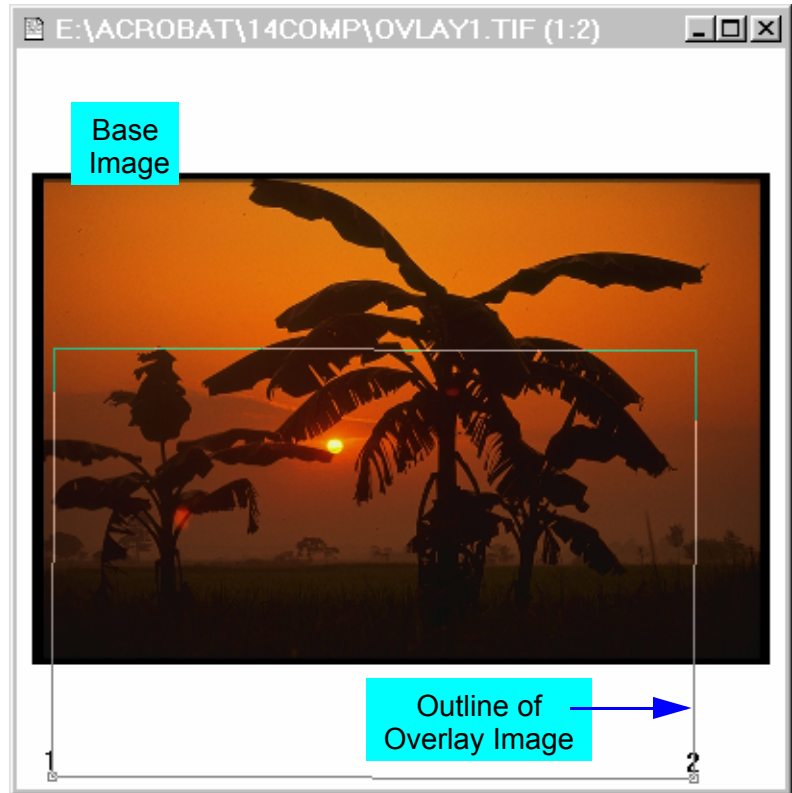 E:\ACROBAT\14COMP\OVLAY1.TIF (1:2)
Base
Image
Outline of
Overlay Image
1
2